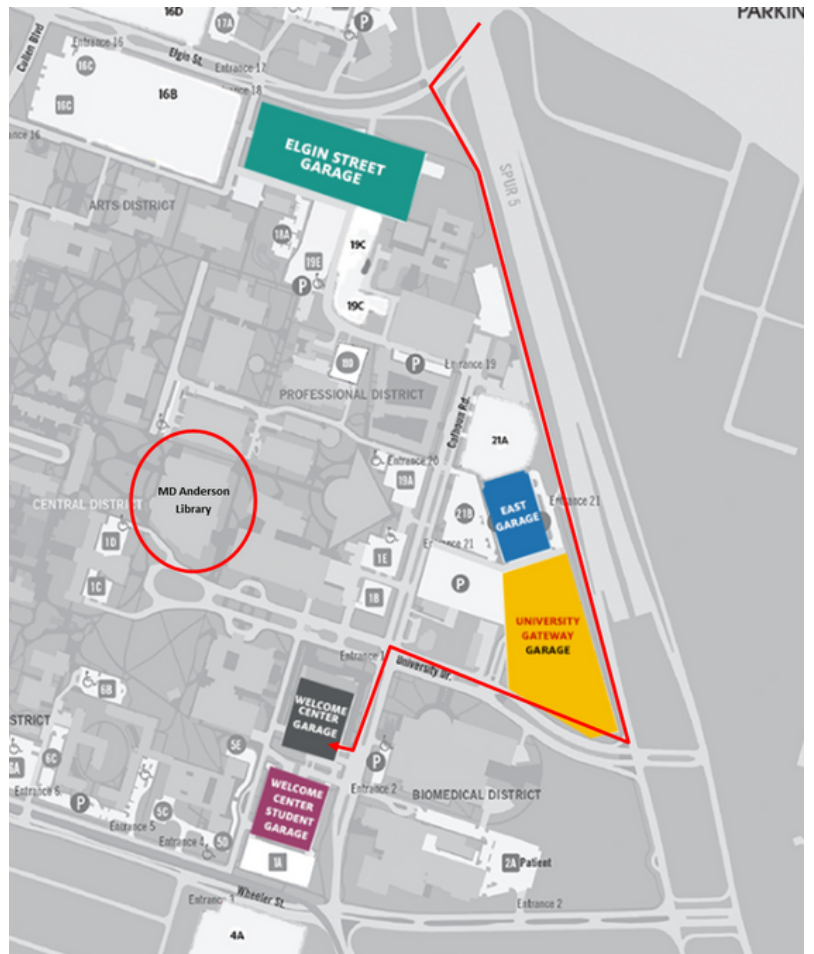 16D
17A
P
PARKIN
Cullen Blvd
Entrance 16
Elgin St.
Entrance 17
16C
16B
Entrance 18
16C
ELGIN STREET
GARAGE
SPUR 5
ARTS DISTRICT
18A
19C
19E
P
19C
P
Entrance 19
PROFESSIONAL DISTRICT
Calhoun Rd.
21A
Entrance 20
19A
MD Anderson
Library
CENTRAL DISTRICT
EAST
GARAGE
Entrance 21
21B
1D
Entrance 21
1E
1C
P
1B
UNIVERSITY
GATEWAY
GARAGE
Entrance 1
University Dr.
6B
WELCOME
CENTER
GARAGE
STRICT
5E
6C
P
Entrance 6
P
Entrance 2
BIOMEDICAL DISTRICT
WELCOME
CENTER
STUDENT
GARAGE
5C
Entrance 5
Entrance 4
5D
1A
2A Patient
Wheeler St.
Entrance 3
Entrance 2
4A